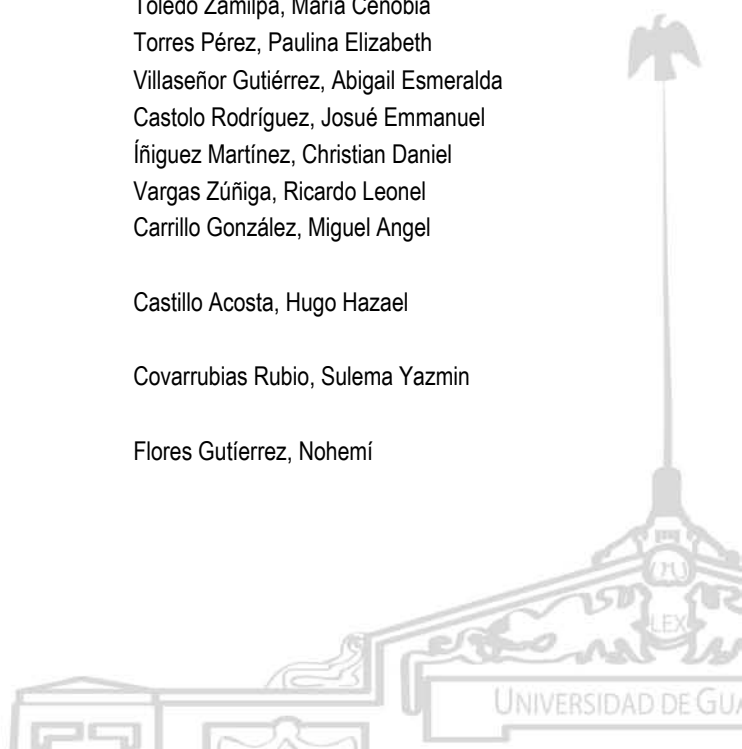 Toledo Zamilpa, María Cenobia
Torres Pérez, Paulina Elizabeth
Villaseñor Gutiérrez, Abigail Esmeralda
Castolo Rodríguez, Josué Emmanuel
Íñiguez Martínez, Christian Daniel
Vargas Zúñiga, Ricardo Leonel
Carrillo González, Miguel Angel
Castillo Acosta, Hugo Hazael
Covarrubias Rubio, Sulema Yazmin
Flores Gutíerrez, Nohemí
LEX
UNIVERSIDAD DE GUA